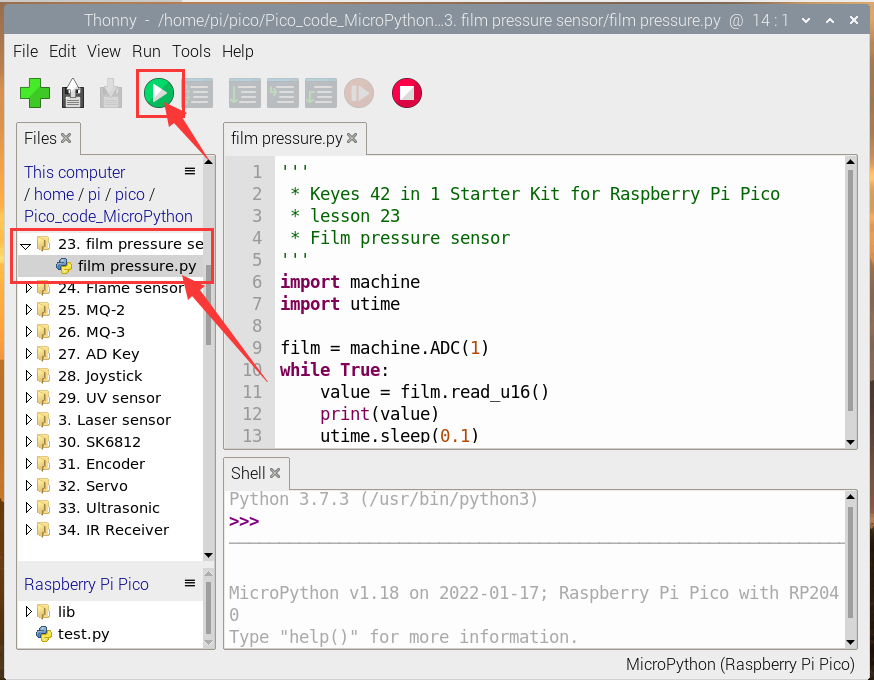 Thonny - /home/pi/pico/Pico_code_MicroPython...3. film pressure sensor/film pressure.py @ 14 : 1
File Edit View Run Tools Help
Files
This computer
/ home / pi / pico /
Pico_code_MicroPython
23. film pressure se
film pressure.py
24. Flame sensor
25. MQ-2
26. MQ-3
27. AD Key
28. Joystick
29. UV sensor
3. Laser sensor
30. SK6812
31. Encoder
32. Servo
33. Ultrasonic
34. IR Receiver
Raspberry Pi Pico
lib
test.py
film pressure.py
1 '''
2 * Keyes 42 in 1 Starter Kit for Raspberry Pi Pico
3 * lesson 23
4 * Film pressure sensor
5 '''
6 import machine
7 import utime
8
9 film = machine.ADC(1)
10 while True:
11 value = film.read_u16()
12 print(value)
13 utime.sleep(0.1)
Shell
Python 3.7.3 (/usr/bin/python3)
>>>
MicroPython v1.18 on 2022-01-17; Raspberry Pi Pico with RP204
0
Type "help()" for more information.
MicroPython (Raspberry Pi Pico)